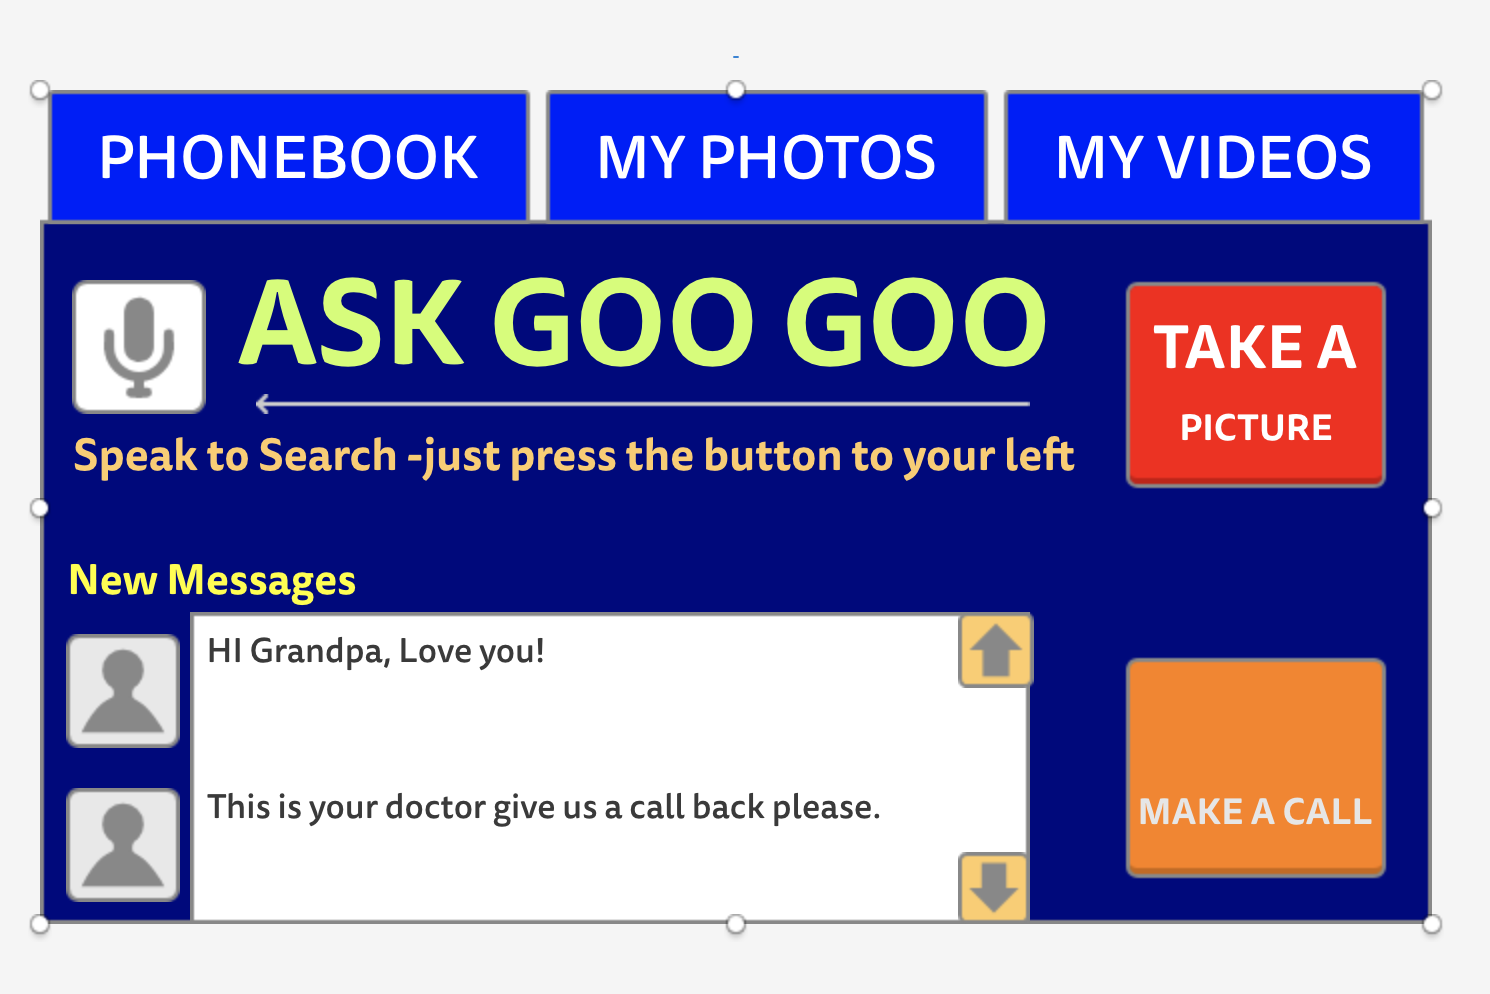 PHONEBOOK
MY PHOTOS
MY VIDEOS
ASK GOO GOO
Speak to Search -just press the button to your left
TAKE A
PICTURE
New Messages
HI Grandpa, Love you!
This is your doctor give us a call back please.
MAKE A CALL